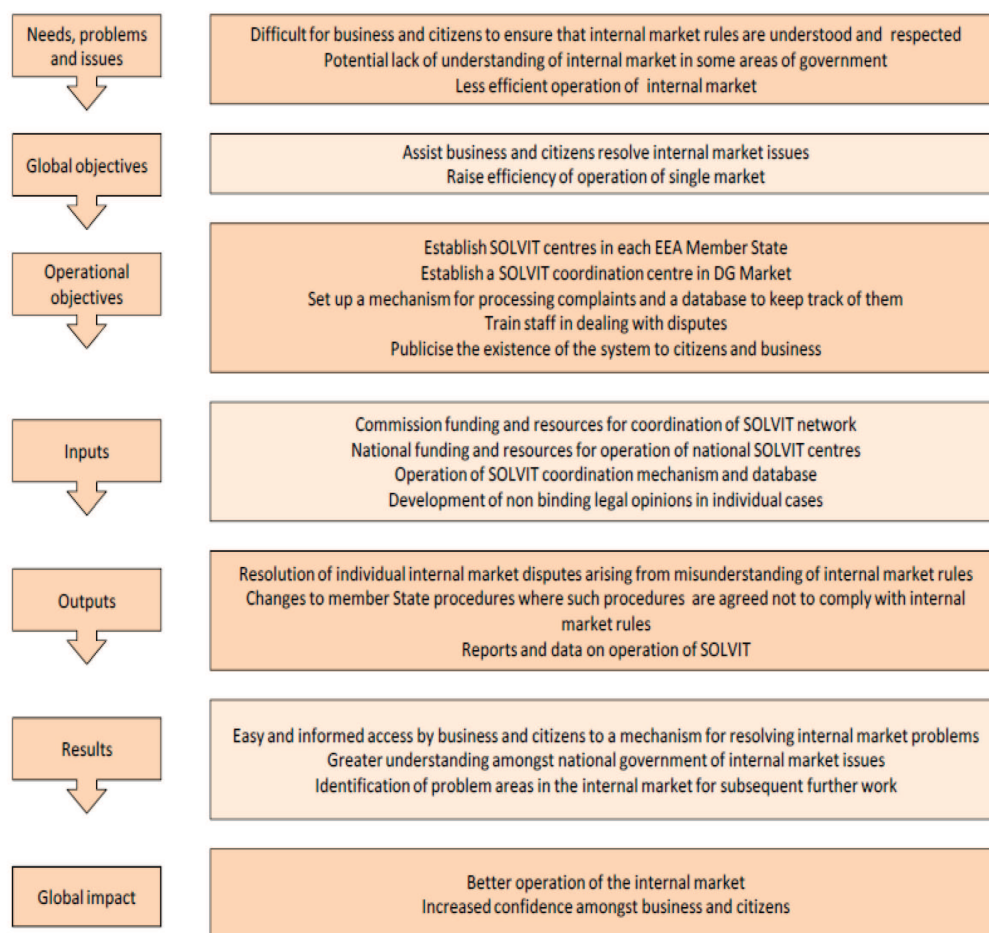 Needs, problems
and issues
Difficult for business and citizens to ensure that internal market rules are understood and respected
Potential lack of understanding of internal market in some areas of government
Less efficient operation of internal market
Global objectives
Assist business and citizens resolve internal market issues
Raise efficiency of operation of single market
Operational
objectives
Establish SOLVIT centres in each EEA Member State
Establish a SOLVIT coordination centre in DG Market
Set up a mechanism for processing complaints and a database to keep track of them
Train staff in dealing with disputes
Publicise the existence of the system to citizens and business
Inputs
Commission funding and resources for coordination of SOLVIT network
National funding and resources for operation of national SOLVIT centres
Operation of SOLVIT coordination mechanism and database
Development of non binding legal opinions in individual cases
Outputs
Resolution of individual internal market disputes arising from misunderstanding of internal market rules
Changes to member State procedures where such procedures are agreed not to comply with internal
market rules
Reports and data on operation of SOLVIT
Results
Easy and informed access by business and citizens to a mechanism for resolving internal market problems
Greater understanding amongst national government of internal market issues
Identification of problem areas in the internal market for subsequent further work
Global impact
Better operation of the internal market
Increased confidence amongst business and citizens